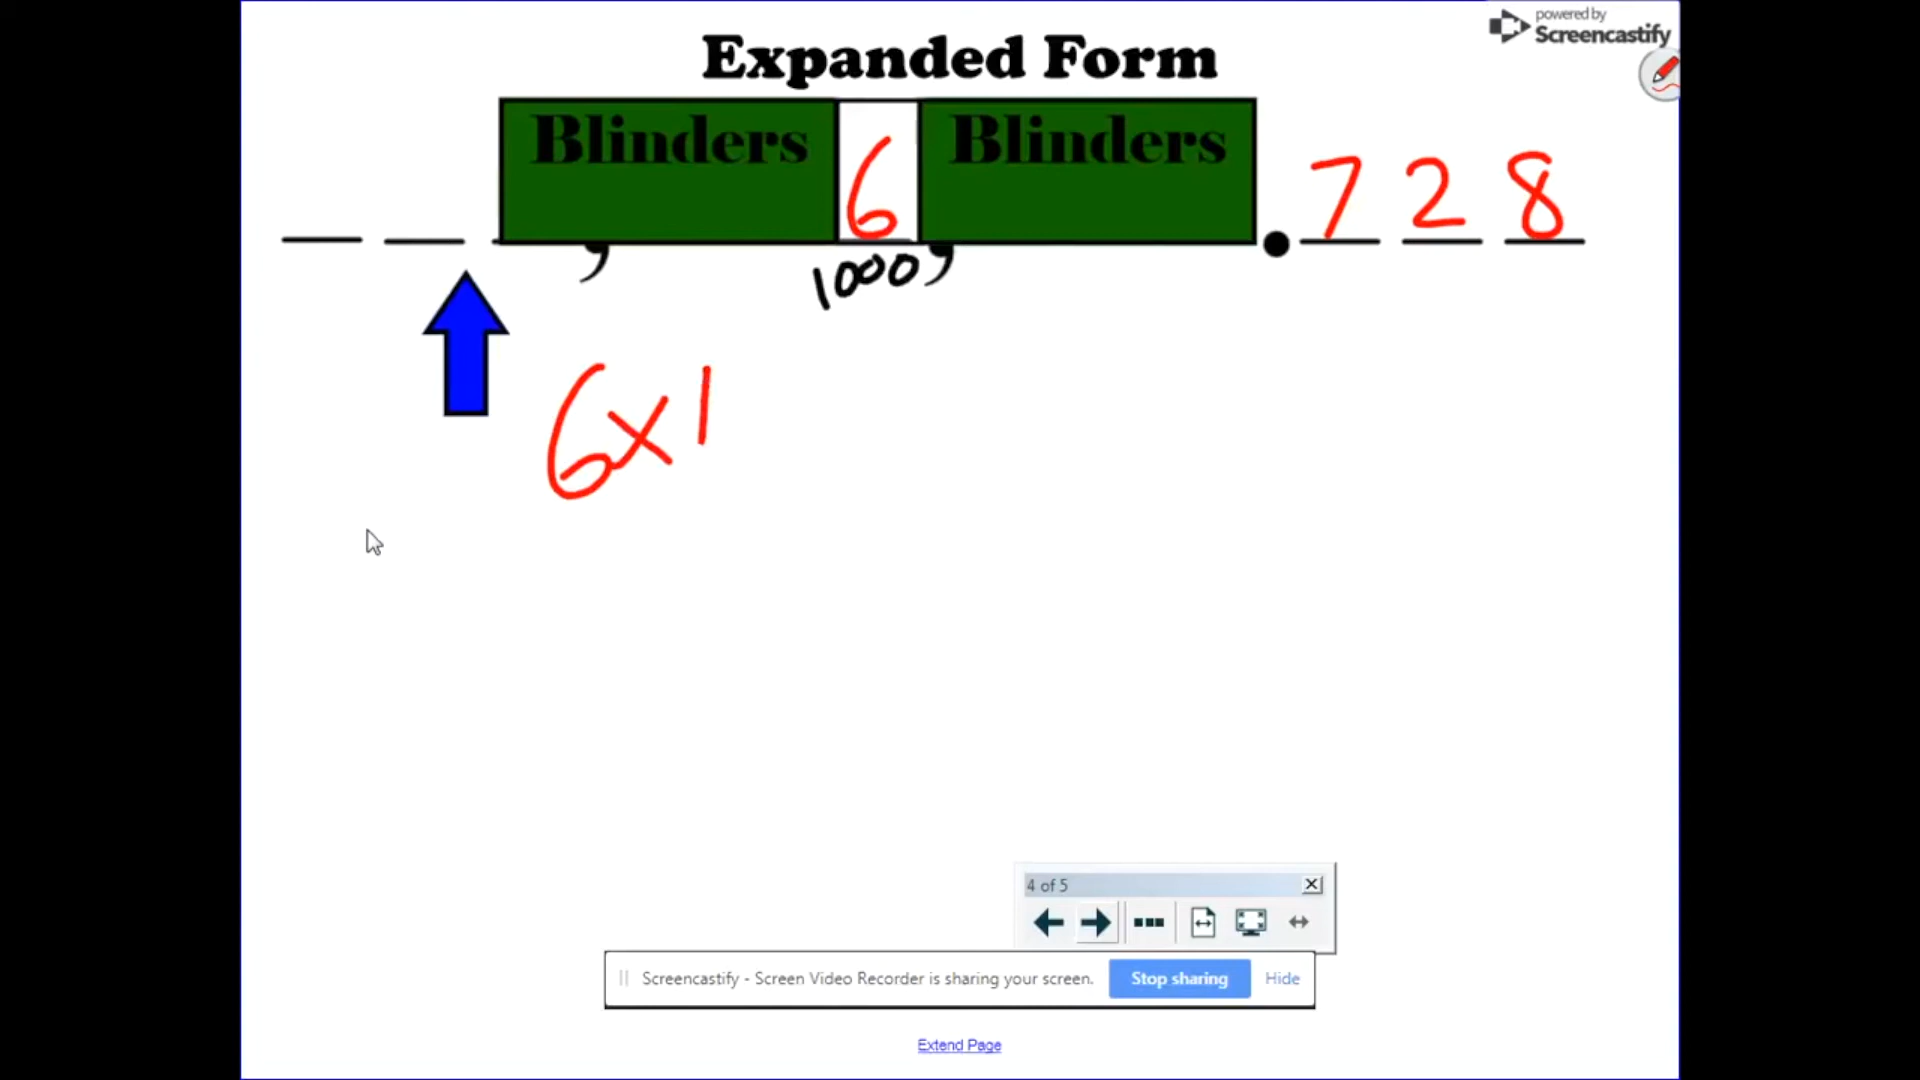 powered by
Screencastify
Expanded Form
Blinders 6 Blinders . 7 2 8
, 1000 ,
6x1
4 of 5
Screencastify - Screen Video Recorder is sharing your screen. Stop sharing Hide
Extend Page